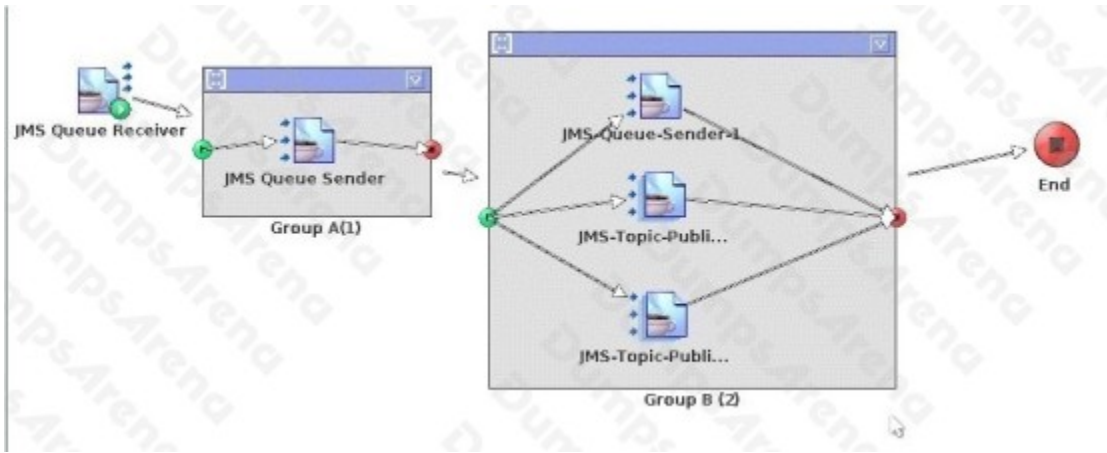 JMS Queue Receiver
JMS Queue Sender
Group A(1)
JMS-Queue-Sender-1
JMS-Topic-Publi...
JMS-Topic-Publi...
Group B (2)
End
DumpsArena